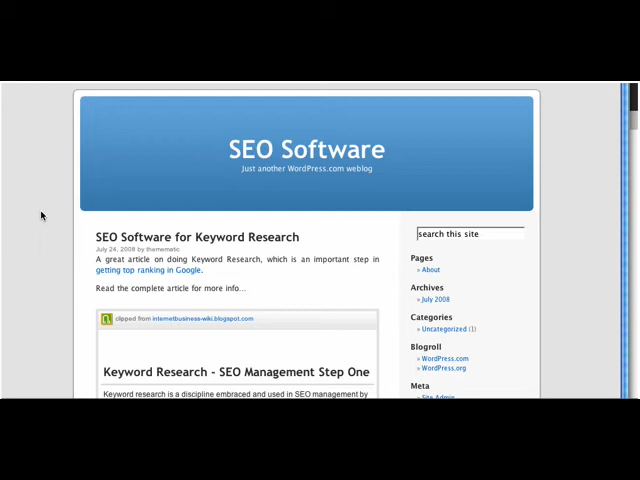 SEO Software
Just another WordPress.com weblog
SEO Software for Keyword Research
July 24, 2008 by thematic
A great article on doing Keyword Research, which is an important step in
getting top ranking in Google.
Read the complete article for more info...
clipped from internetbusiness-wiki.blogspot.com
Keyword Research - SEO Management Step One
Keyword research is a discipline embraced and used in SEO management by
search this site
Pages
» About
Archives
» July 2008
Categories
» Uncategorized (1)
Blogroll
» WordPress.com
» WordPress.org
Meta
» Site Admin